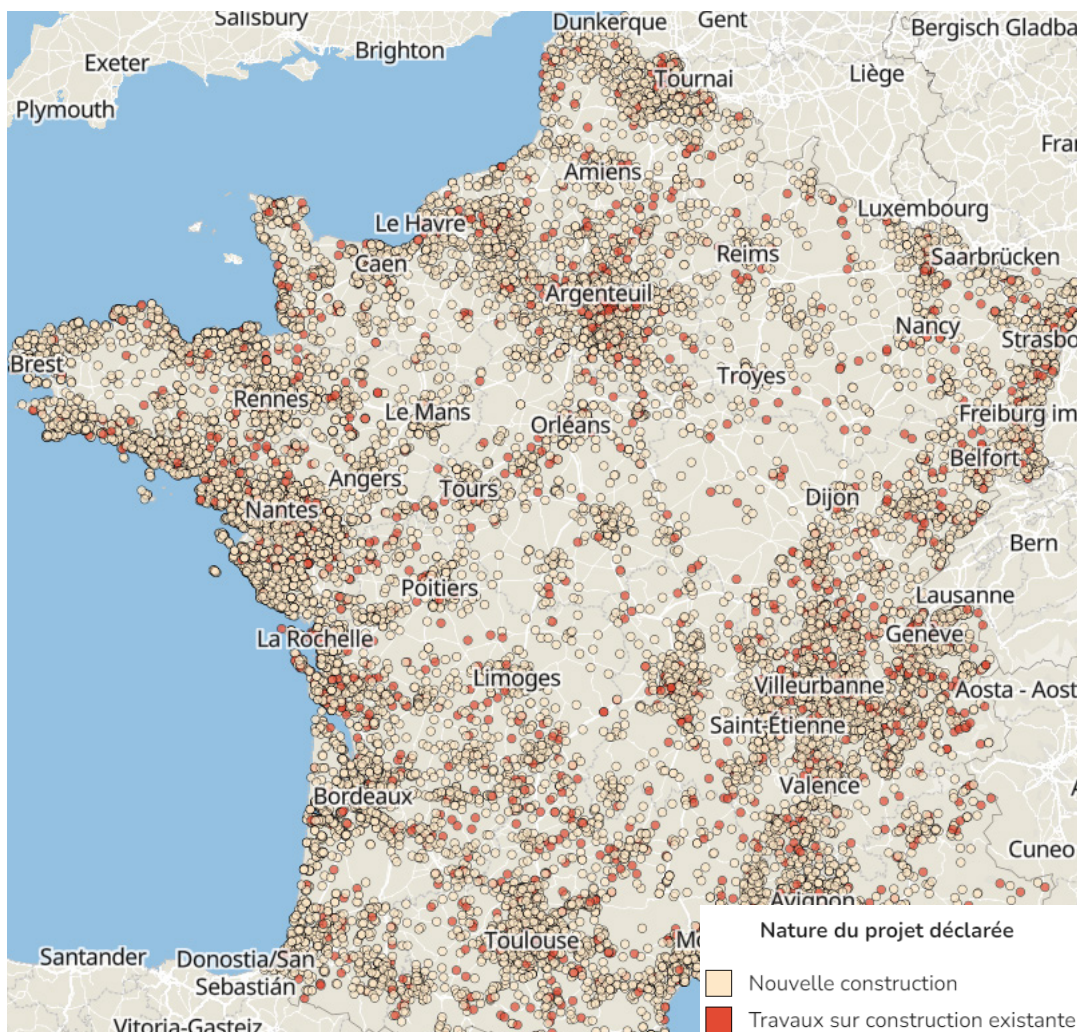 Salisbury
Dunkerque
Gent
Bergisch Gladba
Exeter
Brighton
Tournai
Liège
Plymouth
Fran
Amiens
Le Havre
Luxembourg
Caen
Reims
Saarbrücken
Argenteuil
Nancy
Strasbo
Brest
Troyes
Rennes
Le Mans
Orléans
Freiburg im
Belfort
Angers
Tours
Dijon
Nantes
Bern
Poitiers
Lausanne
La Rochelle
Genève
Limoges
Villeurbanne
Aosta - Aost
Saint-Étienne
Bordeaux
Valence
Cuneo
Avignon
Toulouse
Mo
Santander
Donostia/San
Sebastián
Vitoria-Gasteiz
Nature du projet déclarée
Nouvelle construction
Travaux sur construction existante